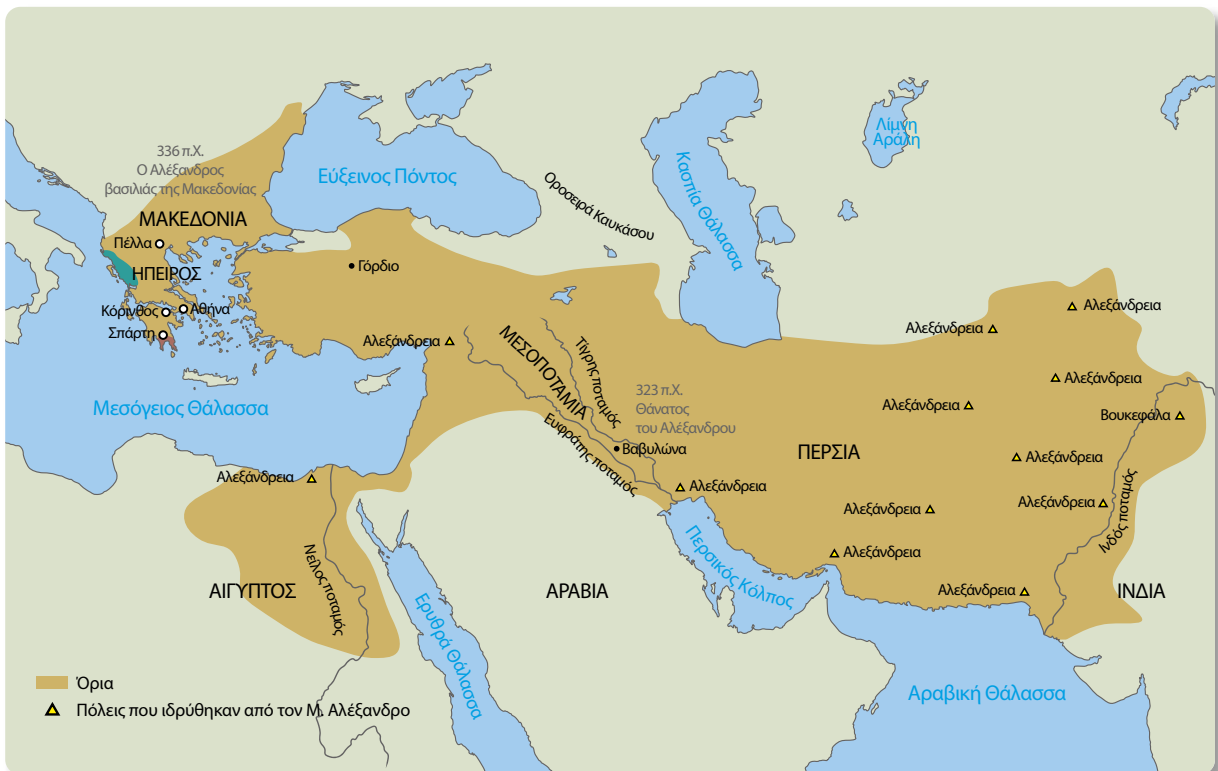 Λίμνη
Αράλη
336 π.Χ.
Ο Αλέξανδρος
βασιλιάς της Μακεδονίας
Εύξεινος Πόντος
Κασπία Θάλασσα
Οροσειρά Καυκάσου
ΜΑΚΕΔΟΝΙΑ
Πέλλα
ΗΠΕΙΡΟΣ
Γόρδιο
Κόρινθος
Αθήνα
Σπάρτη
Αλεξάνδρεια
Αλεξάνδρεια
Αλεξάνδρεια
ΜΕΣΟΠΟΤΑΜΙΑ
Τίγρης ποταμός
Ευφράτης ποταμός
323 π.Χ.
Θάνατος
του Αλέξανδρου
Βαβυλώνα
Αλεξάνδρεια
Αλεξάνδρεια
Βουκεφάλα
Μεσόγειος Θάλασσα
ΠΕΡΣΙΑ
Αλεξάνδρεια
Αλεξάνδρεια
Αλεξάνδρεια
Αλεξάνδρεια
Αλεξάνδρεια
Ινδός ποταμός
Αλεξάνδρεια
Περσικός Κόλπος
Νείλος ποταμός
ΑΙΓΥΠΤΟΣ
Ερυθρά Θάλασσα
ΑΡΑΒΙΑ
Αλεξάνδρεια
ΙΝΔΙΑ
Αραβική Θάλασσα
Όρια
Πόλεις που ιδρύθηκαν από τον Μ. Αλέξανδρο